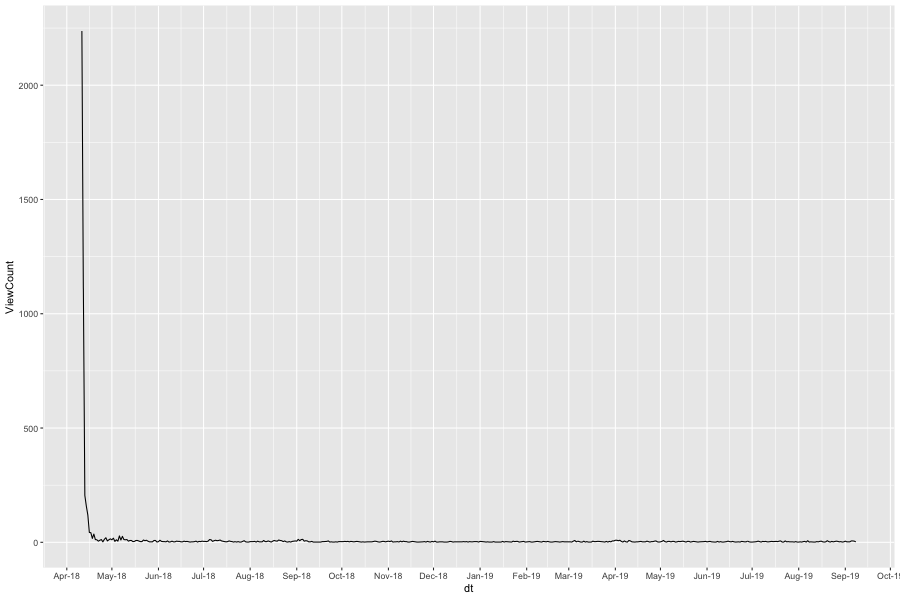 ViewCount
2000
1500
1000
500
0
Apr-18 May-18 Jun-18 Jul-18 Aug-18 Sep-18 Oct-18 Nov-18 Dec-18 Jan-19 Feb-19 Mar-19 Apr-19 May-19 Jun-19 Jul-19 Aug-19 Sep-19 Oct-19
dt